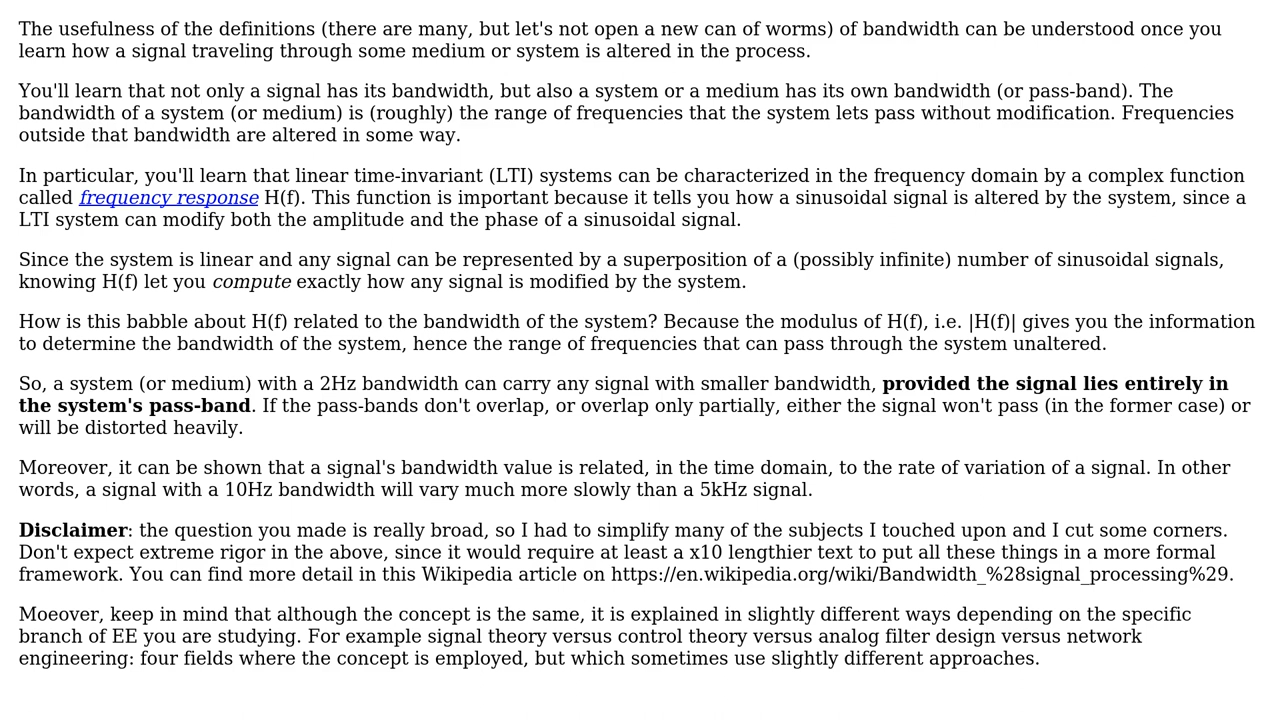 The usefulness of the definitions (there are many, but let's not open a new can of worms) of bandwidth can be understood once you
learn how a signal traveling through some medium or system is altered in the process.
You'll learn that not only a signal has its bandwidth, but also a system or a medium has its own bandwidth (or pass-band). The
bandwidth of a system (or medium) is (roughly) the range of frequencies that the system lets pass without modification. Frequencies
outside that bandwidth are altered in some way.
In particular, you'll learn that linear time-invariant (LTI) systems can be characterized in the frequency domain by a complex function
called frequency response H(f). This function is important because it tells you how a sinusoidal signal is altered by the system, since a
LTI system can modify both the amplitude and the phase of a sinusoidal signal.
Since the system is linear and any signal can be represented by a superposition of a (possibly infinite) number of sinusoidal signals,
knowing H(f) let you compute exactly how any signal is modified by the system.
How is this babble about H(f) related to the bandwidth of the system? Because the modulus of H(f), i.e. |H(f)| gives you the information
to determine the bandwidth of the system, hence the range of frequencies that can pass through the system unaltered.
So, a system (or medium) with a 2Hz bandwidth can carry any signal with smaller bandwidth, provided the signal lies entirely in
the system's pass-band. If the pass-bands don't overlap, or overlap only partially, either the signal won't pass (in the former case) or
will be distorted heavily.
Moreover, it can be shown that a signal's bandwidth value is related, in the time domain, to the rate of variation of a signal. In other
words, a signal with a 10Hz bandwidth will vary much more slowly than a 5kHz signal.
Disclaimer: the question you made is really broad, so I had to simplify many of the subjects I touched upon and I cut some corners.
Don't expect extreme rigor in the above, since it would require at least a x10 lengthier text to put all these things in a more formal
framework. You can find more detail in this Wikipedia article on https://en.wikipedia.org/wiki/Bandwidth_%28signal_processing%29.
Moeover, keep in mind that although the concept is the same, it is explained in slightly different ways depending on the specific
branch of EE you are studying. For example signal theory versus control theory versus analog filter design versus network
engineering: four fields where the concept is employed, but which sometimes use slightly different approaches.